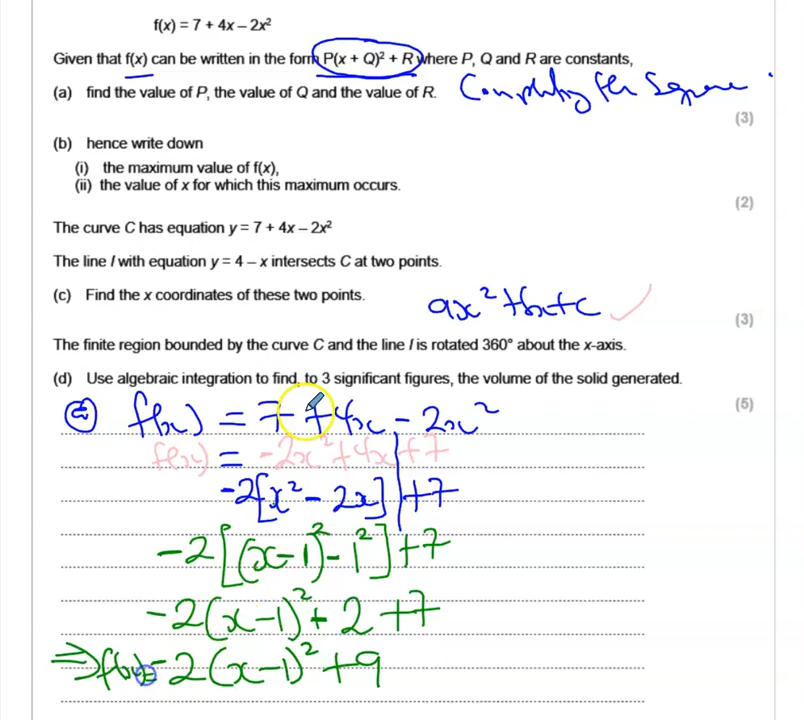 f(x) = 7 + 4x – 2x²
Given that f(x) can be written in the form P(x + Q)² + R where P, Q and R are constants,
(a) find the value of P, the value of Q and the value of R. Completing the Square
(3)
(b) hence write down
(i) the maximum value of f(x),
(ii) the value of x for which this maximum occurs.
(2)
The curve C has equation y = 7 + 4x – 2x²
The line l with equation y = 4 – x intersects C at two points.
(c) Find the x coordinates of these two points. ax² + bx + c ✓
(3)
The finite region bounded by the curve C and the line l is rotated 360° about the x-axis.
(d) Use algebraic integration to find, to 3 significant figures, the volume of the solid generated.
(5)
f(x) = 7 + 4x - 2x²
f(x) = -2x² + 4x + 7
-2[x² - 2x] + 7
-2[(x-1)² - 1²] + 7
-2(x-1)² + 2 + 7
⇒ f(x) = -2(x-1)² + 9